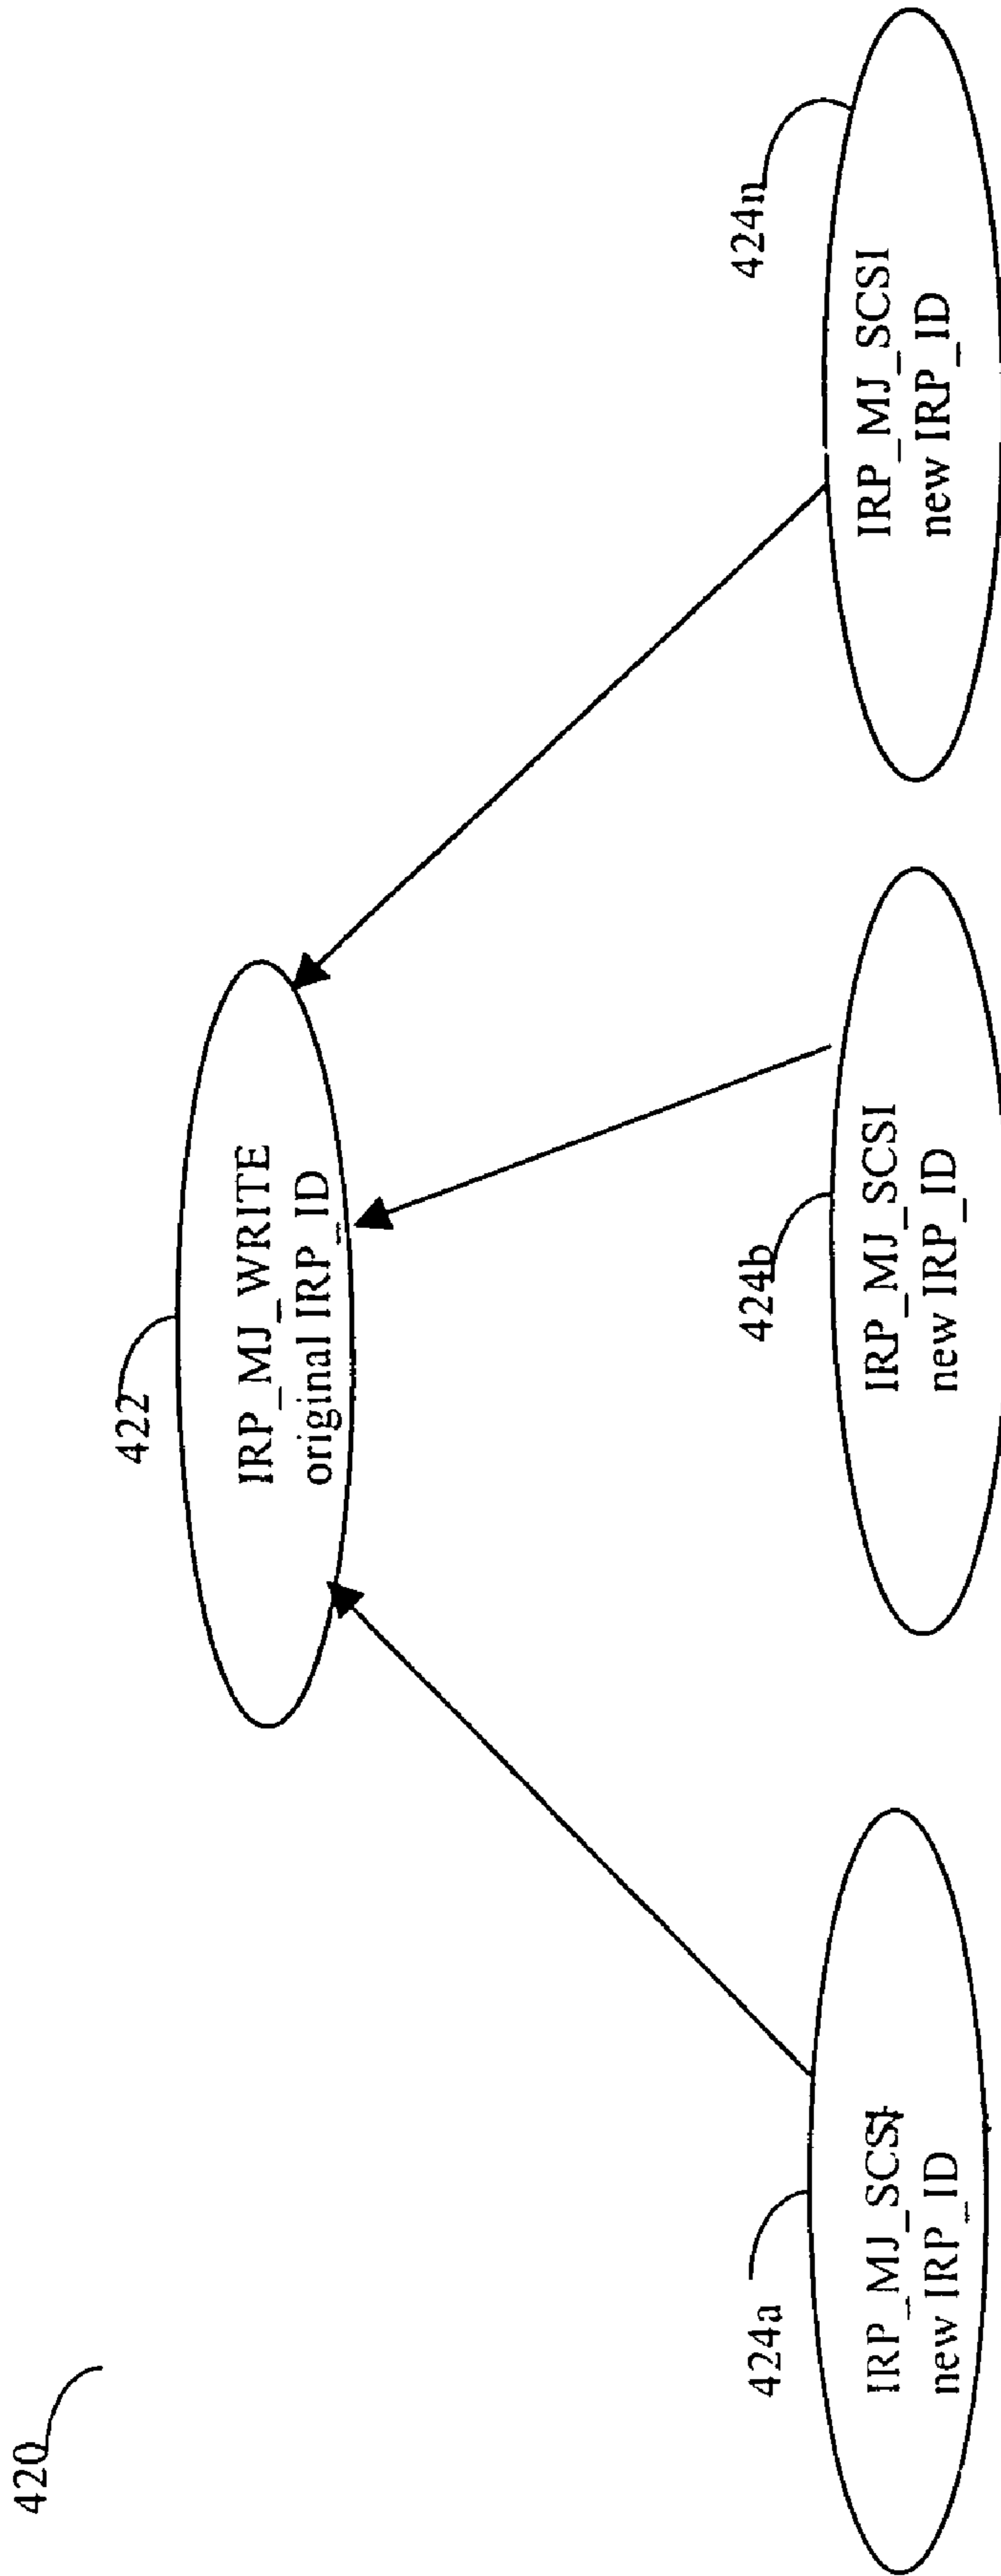 420
422
IRP_MJ_WRITE
original IRP_ID
424a
IRP_MJ_SCSI
new IRP_ID
424b
IRP_MJ_SCSI
new IRP_ID
424n
IRP_MJ_SCSI
new IRP_ID